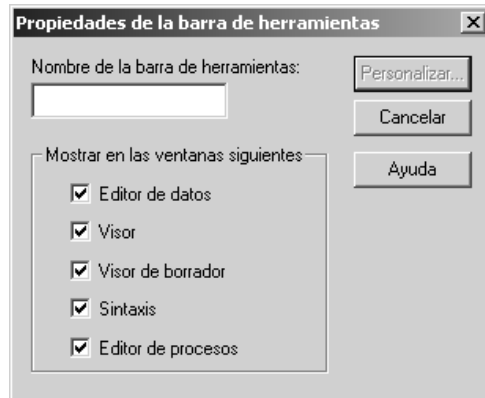 Propiedades de la barra de herramientas
Nombre de la barra de herramientas:
Personalizar...
Cancelar
Ayuda
Mostrar en las ventanas siguientes
Editor de datos
Visor
Visor de borrador
Sintaxis
Editor de procesos